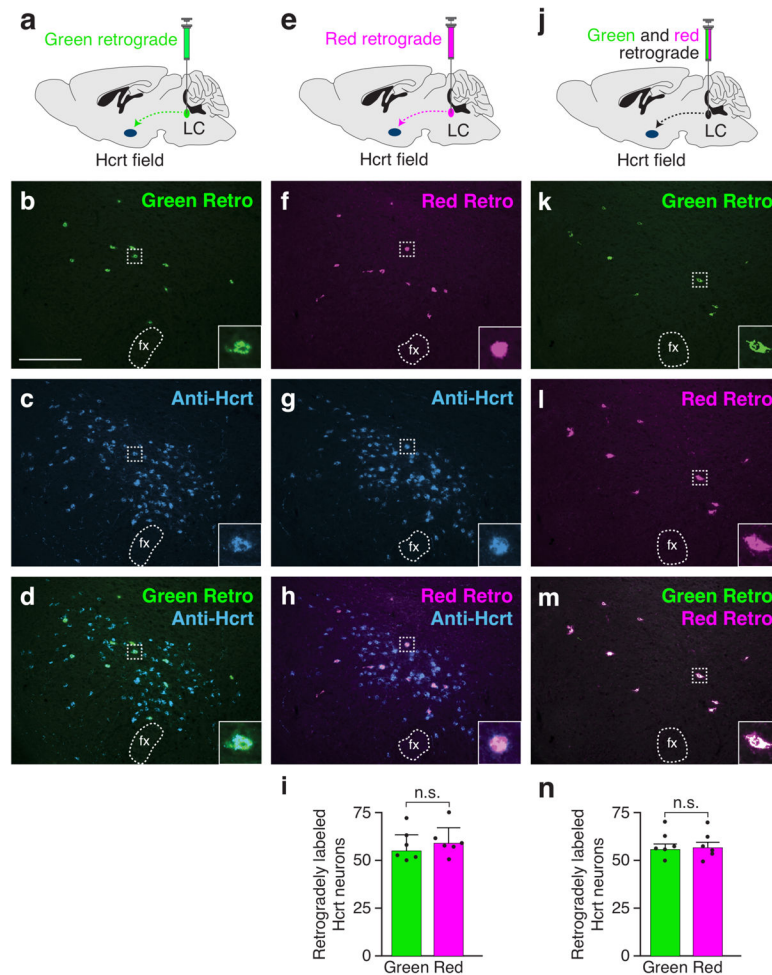 a
Green retrograde
LC
Hcrt field
b
Green Retro
fx
c
Anti-Hcrt
fx
d
Green Retro
Anti-Hcrt
fx
e
Red retrograde
LC
Hcrt field
f
Red Retro
fx
g
Anti-Hcrt
fx
h
Red Retro
Anti-Hcrt
fx
i
n.s.
75
50
25
0
Retrogradely labeled
Hcrt neurons
Green Red
j
Green and red
retrograde
LC
Hcrt field
k
Green Retro
fx
l
Red Retro
fx
m
Green Retro
Red Retro
fx
n
n.s.
75
50
25
0
Retrogradely labeled
Hcrt neurons
Green Red